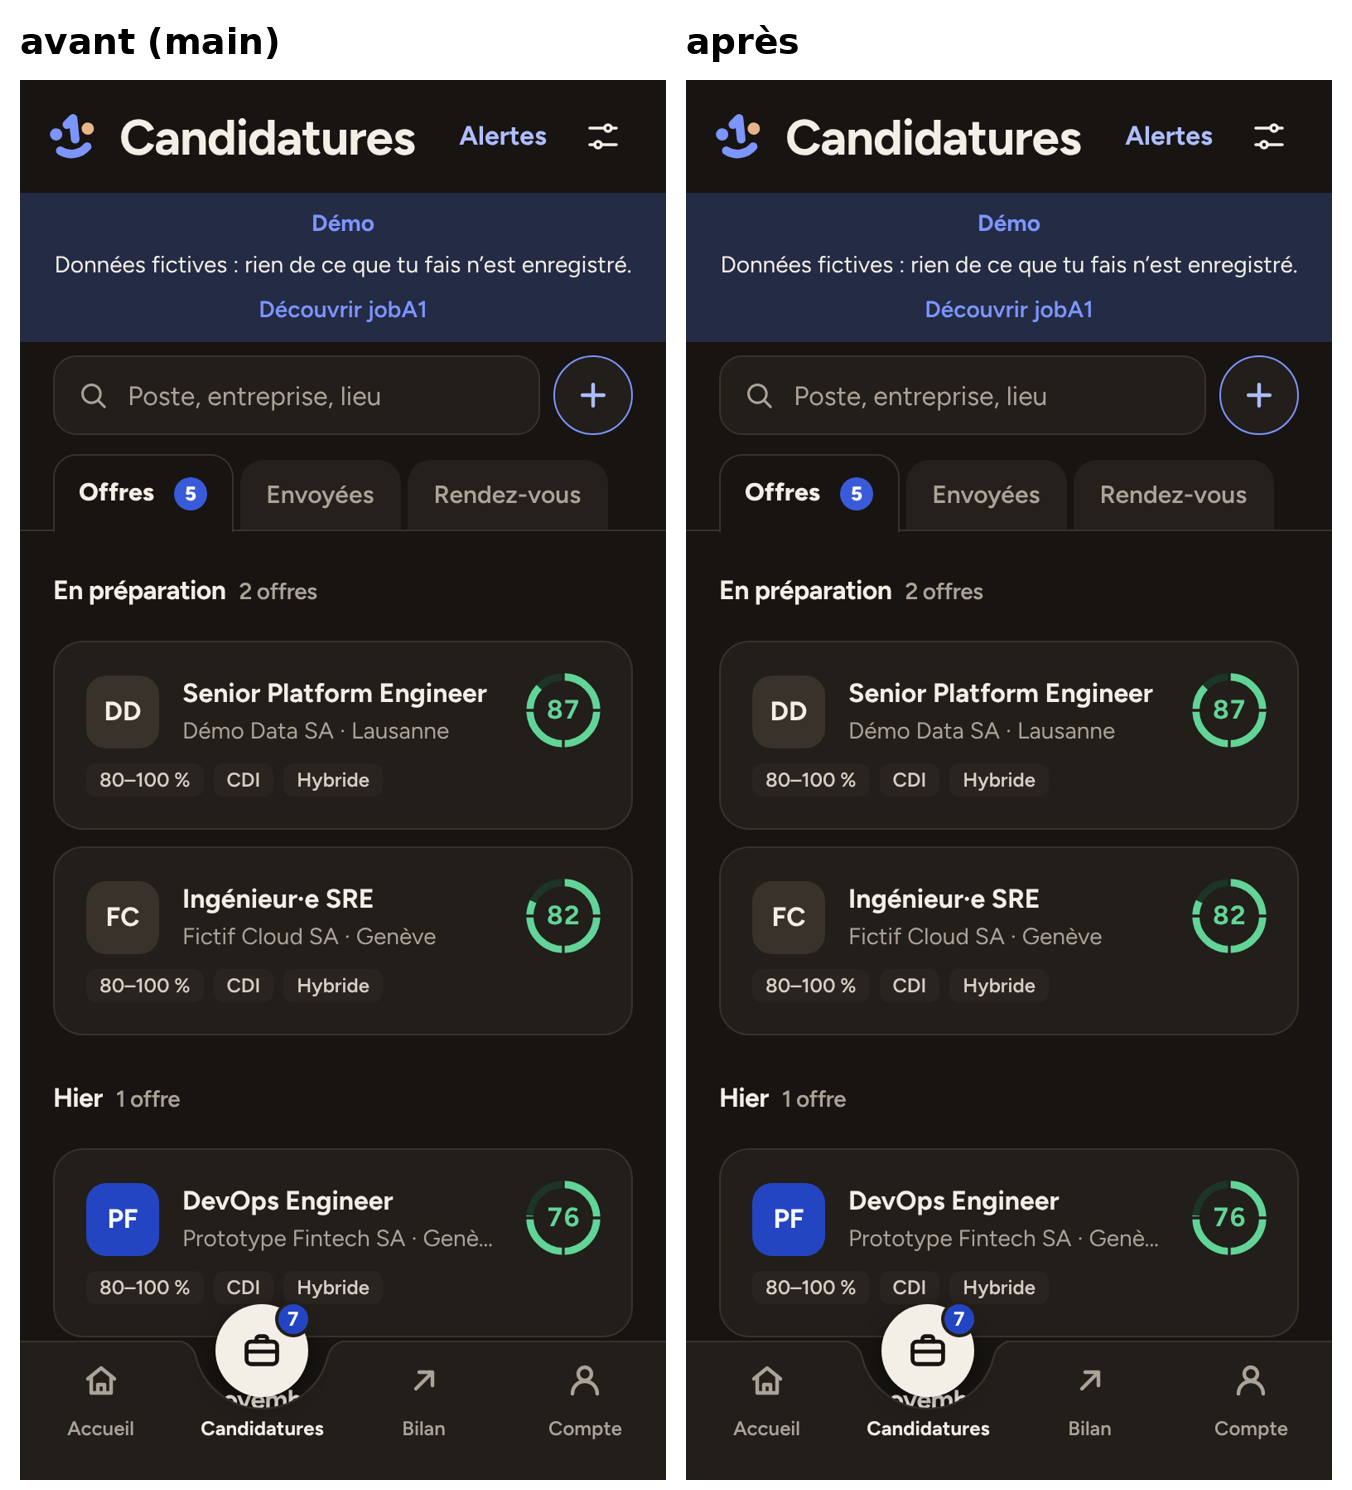 avant (main)
Candidatures
Alertes
Démo
Données fictives : rien de ce que tu fais n’est enregistré.
Découvrir jobA1
Poste, entreprise, lieu
Offres 5
Envoyées
Rendez-vous
En préparation 2 offres
DD
Senior Platform Engineer
Démo Data SA · Lausanne
87
80–100 %
CDI
Hybride
FC
Ingénieur·e SRE
Fictif Cloud SA · Genève
82
80–100 %
CDI
Hybride
Hier 1 offre
PF
DevOps Engineer
Prototype Fintech SA · Genè...
76
80–100 %
CDI
Hybride
7
Accueil
Candidatures
Bilan
Compte
après
Candidatures
Alertes
Démo
Données fictives : rien de ce que tu fais n’est enregistré.
Découvrir jobA1
Poste, entreprise, lieu
Offres 5
Envoyées
Rendez-vous
En préparation 2 offres
DD
Senior Platform Engineer
Démo Data SA · Lausanne
87
80–100 %
CDI
Hybride
FC
Ingénieur·e SRE
Fictif Cloud SA · Genève
82
80–100 %
CDI
Hybride
Hier 1 offre
PF
DevOps Engineer
Prototype Fintech SA · Genè...
76
80–100 %
CDI
Hybride
7
Accueil
Candidatures
Bilan
Compte